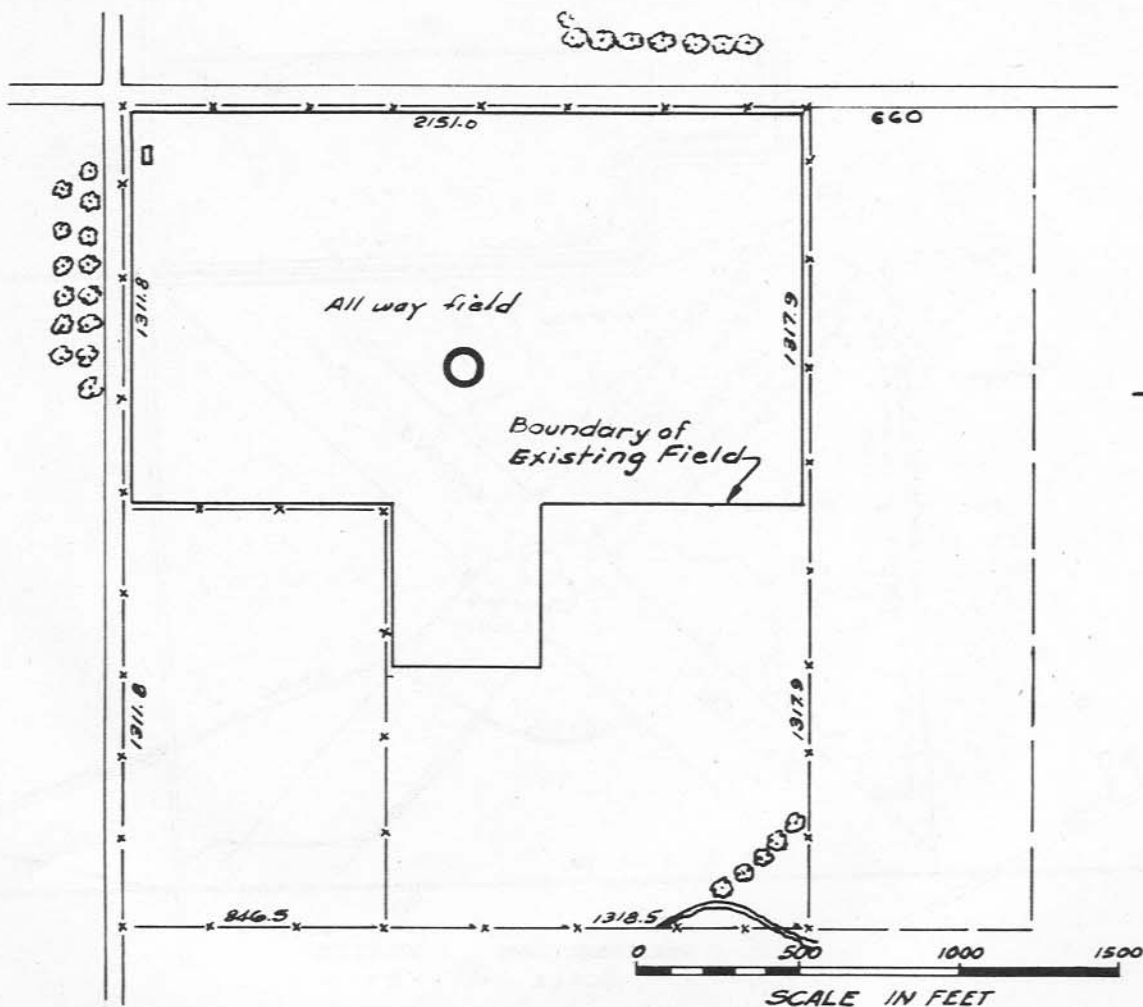 2151.0
660
1311.8
All way field
1317.9
Boundary of
Existing Field
1311.8
1317.9
846.5
1318.5
0 500 1000 1500
SCALE IN FEET